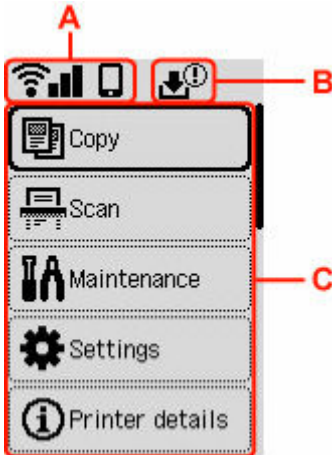 A
B
Copy
Scan
Maintenance
C
Settings
Printer details